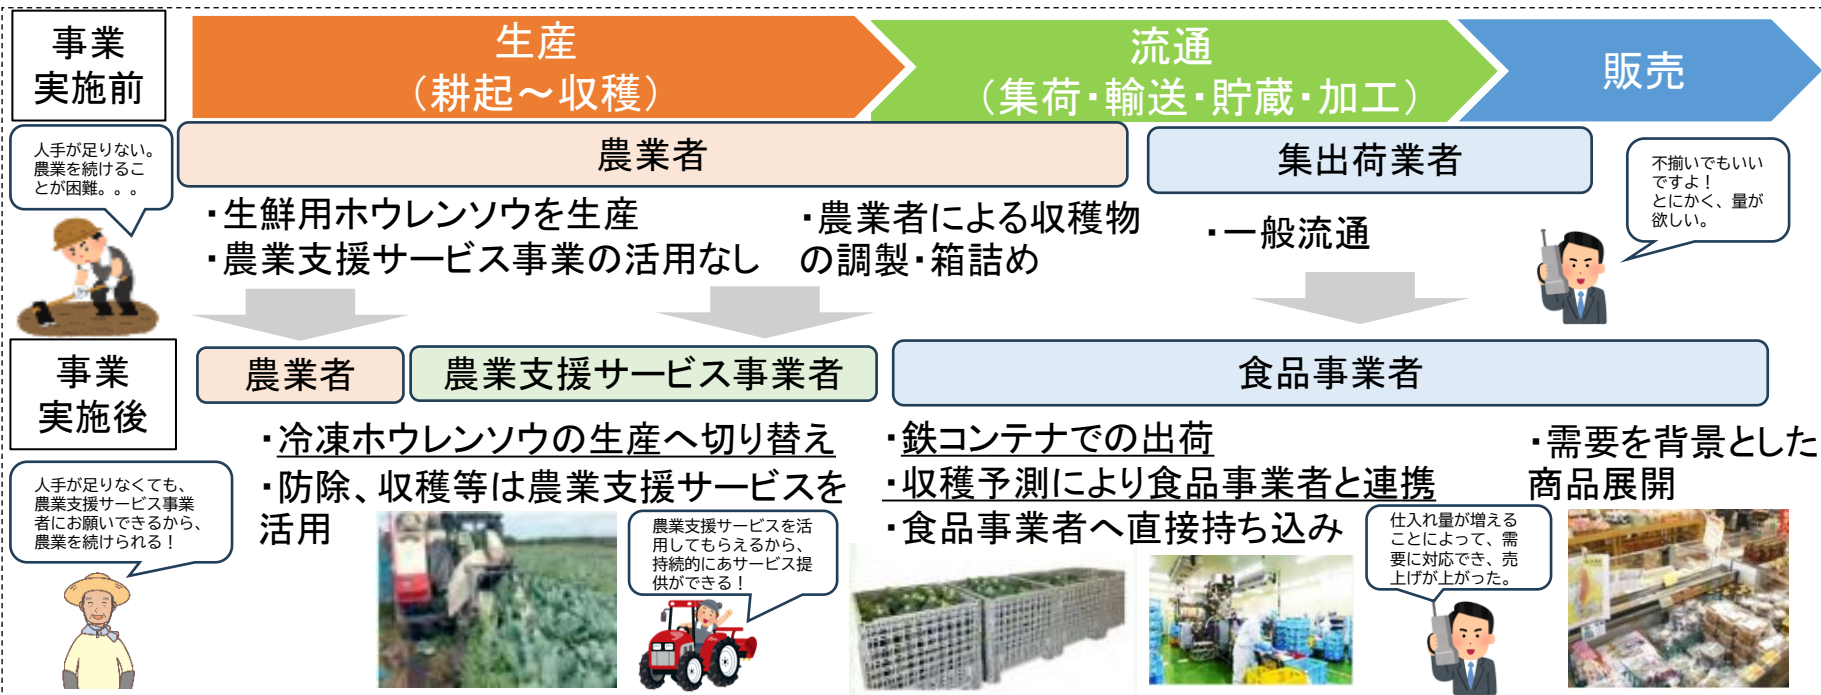 事業
実施前
生産
(耕起～収穫)
流通
(集荷・輸送・貯蔵・加工)
販売
人手が足りない。
農業を続けるこ
とが困難。。。
農業者
集出荷業者
不揃いでもいい
ですよ!
とにかく、量が
欲しい。
・生鮮用ホウレンソウを生産
・農業支援サービス事業の活用なし
・農業者による収穫物
の調製・箱詰め
・一般流通
事業
実施後
農業者
農業支援サービス事業者
食品事業者
・冷凍ホウレンソウの生産へ切り替え
・防除、収穫等は農業支援サービスを
活用
・鉄コンテナでの出荷
・収穫予測により食品事業者と連携
・食品事業者へ直接持ち込み
・需要を背景とした
商品展開
人手が足りなくても、
農業支援サービス事業
者にお願いできるから、
農業を続けられる!
農業支援サービスを活
用してもらえるから、
持続的にあサービス提
供ができる!
仕入れ量が増える
ことによって、需
要に対応でき、売
上げが上がった。